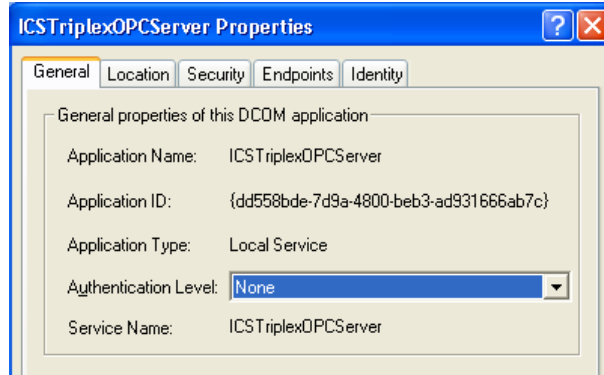 ICSTriplexOPCServer Properties
General Location Security Endpoints Identity
General properties of this DCOM application
Application Name: ICSTriplexOPCServer
Application ID: {dd558bde-7d9a-4800-beb3-ad931666ab7c}
Application Type: Local Service
Authentication Level: None
Service Name: ICSTriplexOPCServer